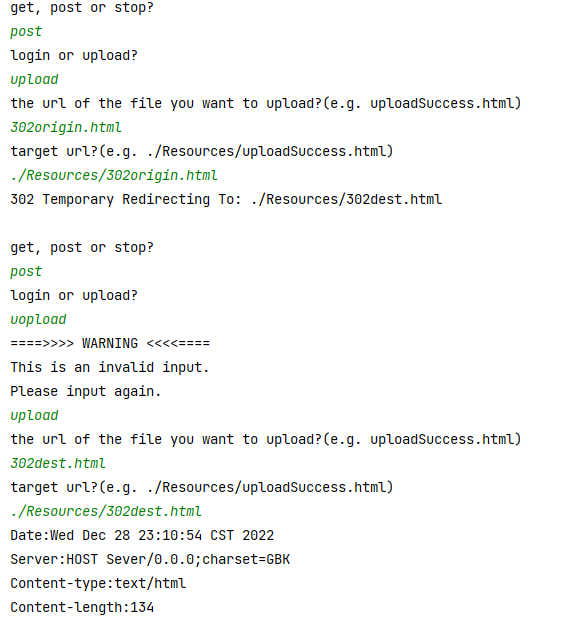 get, post or stop?
post
login or upload?
upload
the url of the file you want to upload?(e.g. uploadSuccess.html)
302origin.html
target url?(e.g. ./Resources/uploadSuccess.html)
./Resources/302origin.html
302 Temporary Redirecting To: ./Resources/302dest.html
get, post or stop?
post
login or upload?
uopload
====>>>> WARNING <<<<====
This is an invalid input.
Please input again.
upload
the url of the file you want to upload?(e.g. uploadSuccess.html)
302dest.html
target url?(e.g. ./Resources/uploadSuccess.html)
./Resources/302dest.html
Date:Wed Dec 28 23:10:54 CST 2022
Server:HOST Sever/0.0.0;charset=GBK
Content-type:text/html
Content-length:134